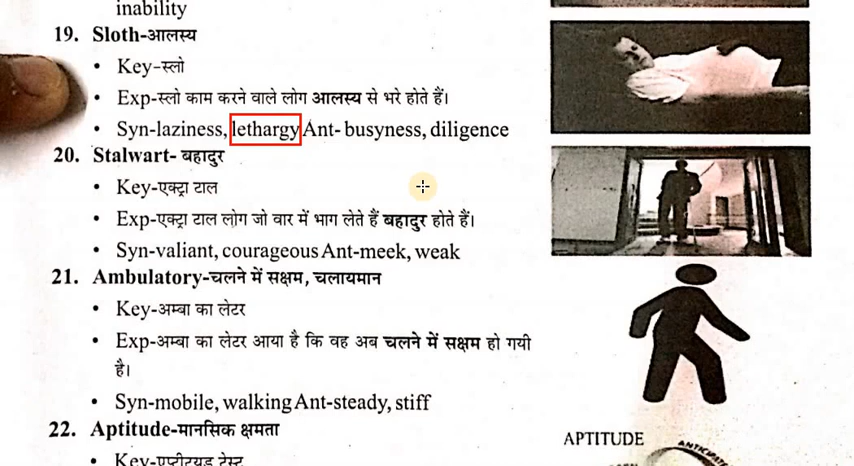 inability
19. Sloth-आलस्य
• Key-स्लो
• Exp-स्लो काम करने वाले लोग आलस्य से भरे होते हैं।
• Syn-laziness, lethargy Ant- busyness, diligence
20. Stalwart- बहादुर
• Key-एक्ट्रा टाल
• Exp-एक्ट्रा टाल लोग जो वार में भाग लेते हैं बहादुर होते हैं।
• Syn-valiant, courageous Ant-meek, weak
21. Ambulatory-चलने में सक्षम, चलायमान
• Key-अम्बा का लेटर
• Exp-अम्बा का लेटर आया है कि वह अब चलने में सक्षम हो गयी
है।
• Syn-mobile, walking Ant-steady, stiff
22. Aptitude-मानसिक क्षमता
APTITUDE
• Key-एप्टीट्यूड टेस्ट